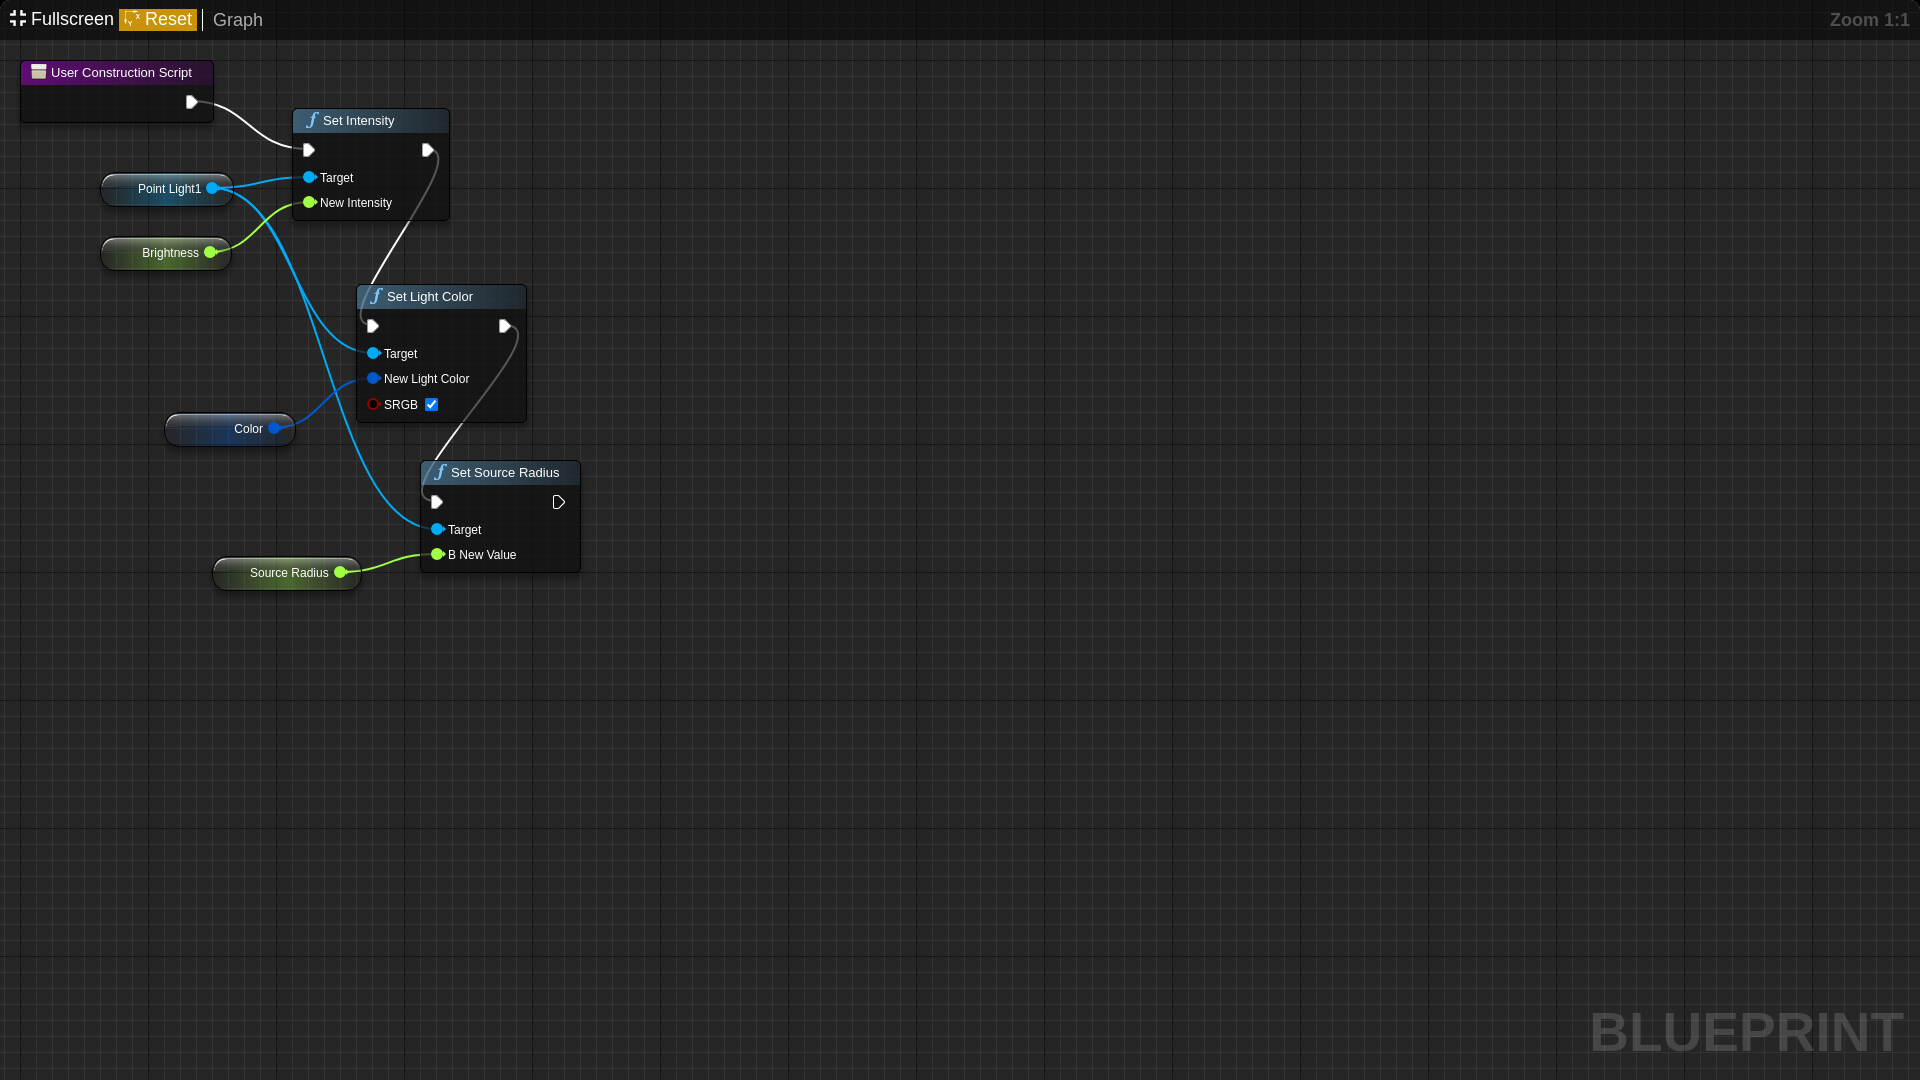 Fullscreen Reset Graph Zoom 1:1
User Construction Script
Set Intensity
Target
New Intensity
Point Light1
Brightness
Set Light Color
Target
New Light Color
SRGB
Color
Set Source Radius
Target
B New Value
Source Radius
BLUEPRINT